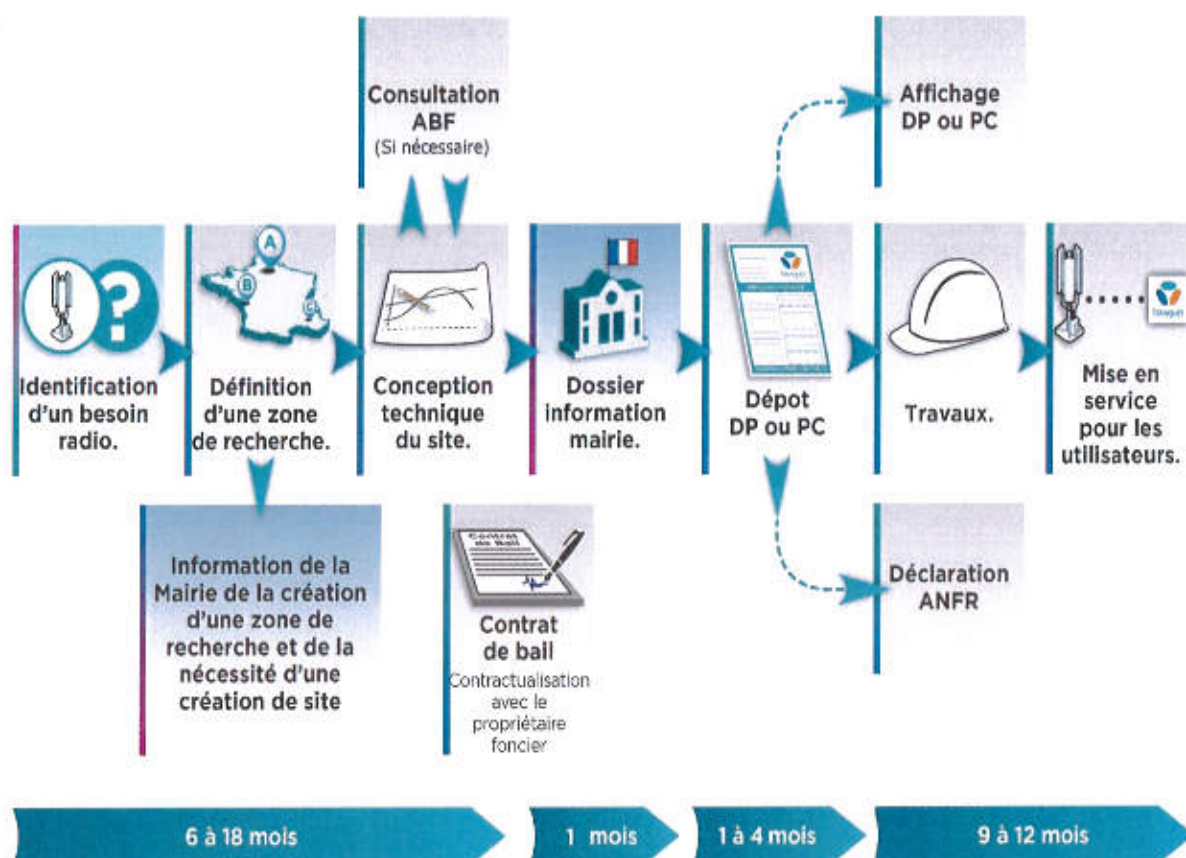 Consultation
ABF
(Si nécessaire)
Affichage
DP ou PC
A
B
C
Identification
d'un besoin
radio.
Définition
d'une zone
de recherche.
Conception
technique
du site.
Dossier
information
mairie.
Dépot
DP ou PC
Travaux.
Mise en
service
pour les
utilisateurs.
Information de la
Mairie de la création
d'une zone de
recherche et de la
nécessité d'une
création de site
Contrat
de Bail
Contrat
de bail
Contractualisation
avec le
propriétaire
foncier
Déclaration
ANFR
6 à 18 mois
1 mois
1 à 4 mois
9 à 12 mois